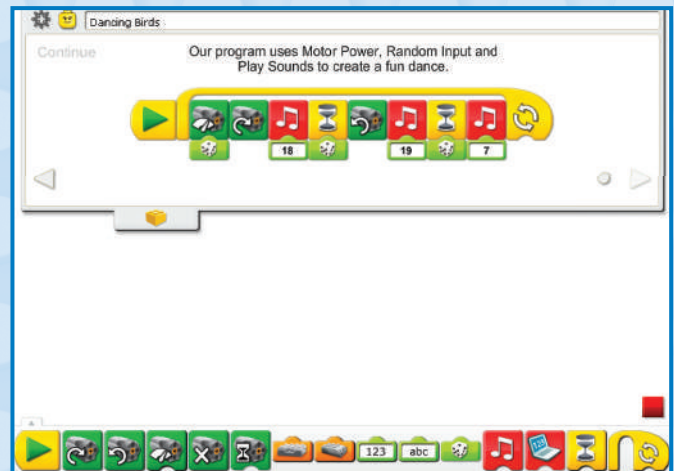 Dancing Birds
Continue
Our program uses Motor Power, Random Input and
Play Sounds to create a fun dance.
18
19
7
123
abc